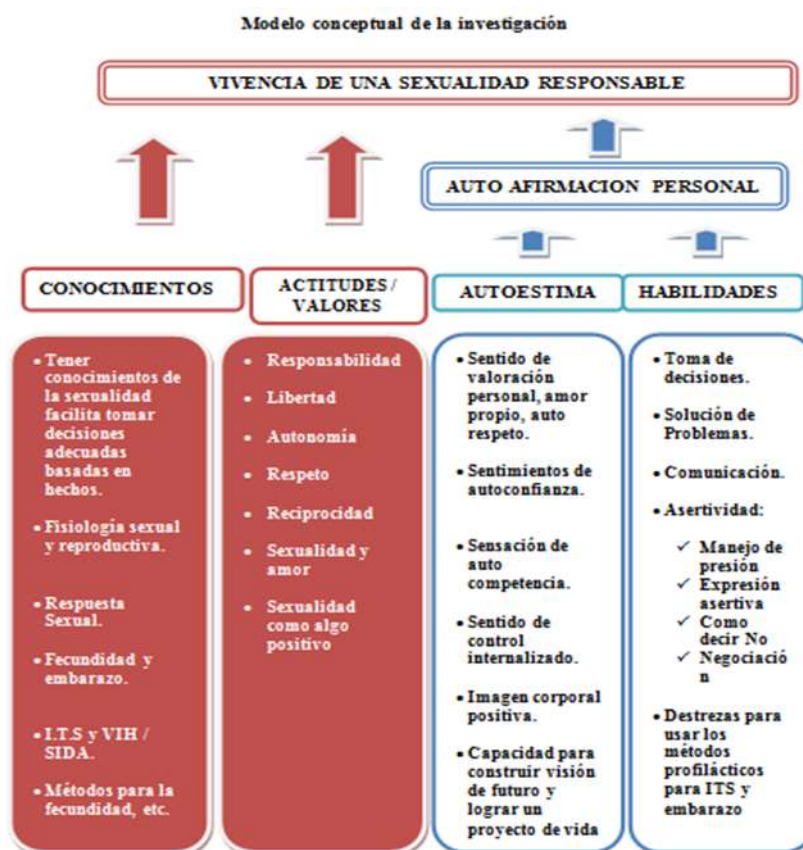 Modelo conceptual de la investigación
VIVENCIA DE UNA SEXUALIDAD RESPONSABLE
AUTO AFIRMACION PERSONAL
CONOCIMIENTOS
• Tener
conocimientos de
la sexualidad
facilita tomar
decisiones
adecuadas
basadas en
hechos.
• Fisiología sexual
y reproductiva.
• Respuesta
Sexual.
• Fecundidad y
embarazo.
• I.T.S y VIH /
SIDA.
• Métodos para la
fecundidad, etc.
ACTITUDES /
VALORES
• Responsabilidad
• Libertad
• Autonomía
• Respeto
• Reciprocidad
• Sexualidad y
amor
• Sexualidad
como algo
positivo
AUTOESTIMA
• Sentido de
valoración
personal, amor
propio, auto
respeto.
• Sentimientos de
autoconfianza.
• Sensación de
auto
competencia.
• Sentido de
control
internalizado.
• Imagen corporal
positiva.
• Capacidad para
construir visión
de futuro y
lograr un
proyecto de vida
HABILIDADES
• Toma de
decisiones.
• Solución de
Problemas.
• Comunicación.
• Asertividad:
✓ Manejo de
presión
✓ Expresión
asertiva
✓ Como
decir No
✓ Negociació
n
• Destrezas para
usar los
métodos
profilácticos
para ITS y
embarazo